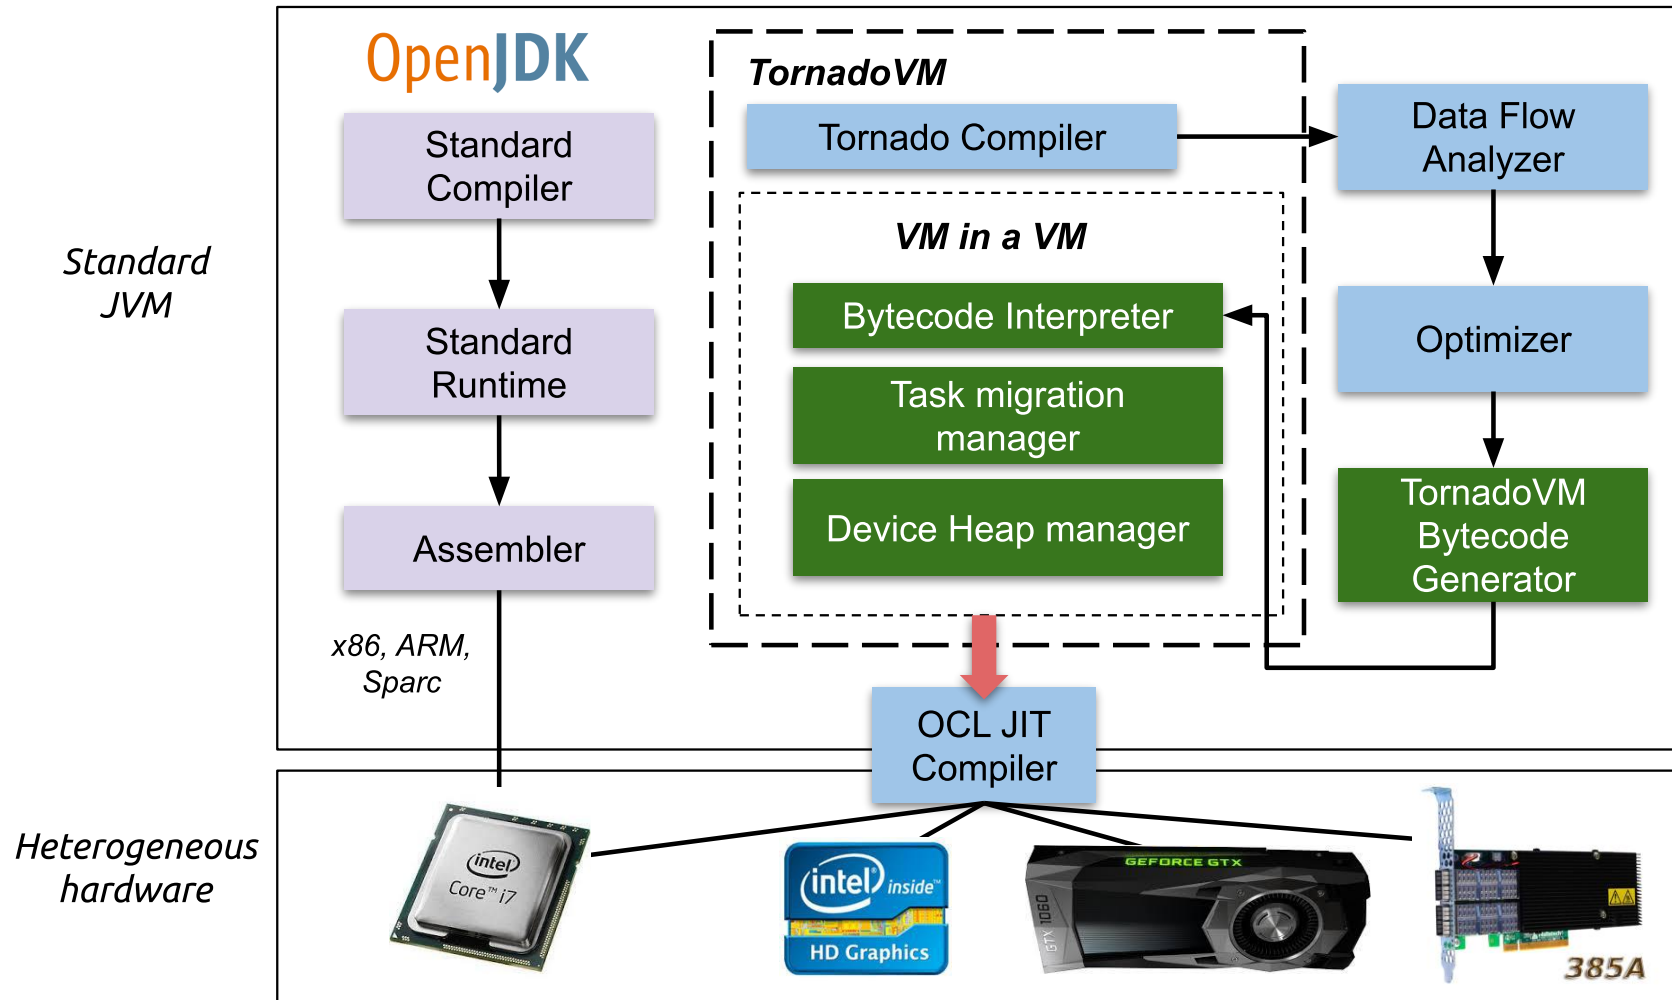 OpenJDK
Standard
Compiler
Standard
Runtime
Assembler
x86, ARM,
Sparc
Standard
JVM
TornadoVM
Tornado Compiler
VM in a VM
Bytecode Interpreter
Task migration
manager
Device Heap manager
Data Flow
Analyzer
Optimizer
TornadoVM
Bytecode
Generator
OCL JIT
Compiler
Heterogeneous
hardware
intel
Core™ i7
intel inside™
HD Graphics
GEFORCE GTX
GTX 1060
385A